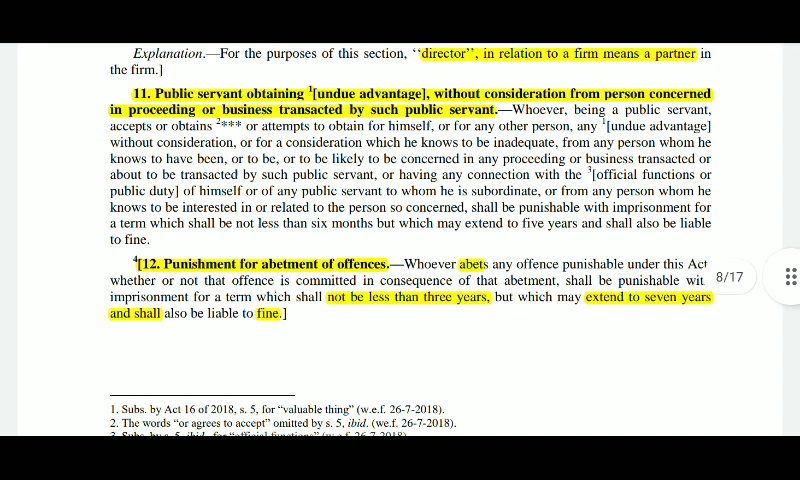 Explanation.—For the purposes of this section, ‘‘director’’, in relation to a firm means a partner in
the firm.]
11. Public servant obtaining 1[undue advantage], without consideration from person concerned
in proceeding or business transacted by such public servant.—Whoever, being a public servant,
accepts or obtains 2*** or attempts to obtain for himself, or for any other person, any 1[undue advantage]
without consideration, or for a consideration which he knows to be inadequate, from any person whom he
knows to have been, or to be, or to be likely to be concerned in any proceeding or business transacted or
about to be transacted by such public servant, or having any connection with the 3[official functions or
public duty] of himself or of any public servant to whom he is subordinate, or from any person whom he
knows to be interested in or related to the person so concerned, shall be punishable with imprisonment for
a term which shall be not less than six months but which may extend to five years and shall also be liable
to fine.
4[12. Punishment for abetment of offences.—Whoever abets any offence punishable under this Act
whether or not that offence is committed in consequence of that abetment, shall be punishable wit
8/17
imprisonment for a term which shall not be less than three years, but which may extend to seven years
and shall also be liable to fine.]
1. Subs. by Act 16 of 2018, s. 5, for “valuable thing” (w.e.f. 26-7-2018).
2. The words “or agrees to accept” omitted by s. 5, ibid. (we.f. 26-7-2018).
3. Subs. by s. 5, ibid., for “official functions” (w.e.f. 26-7-2018).